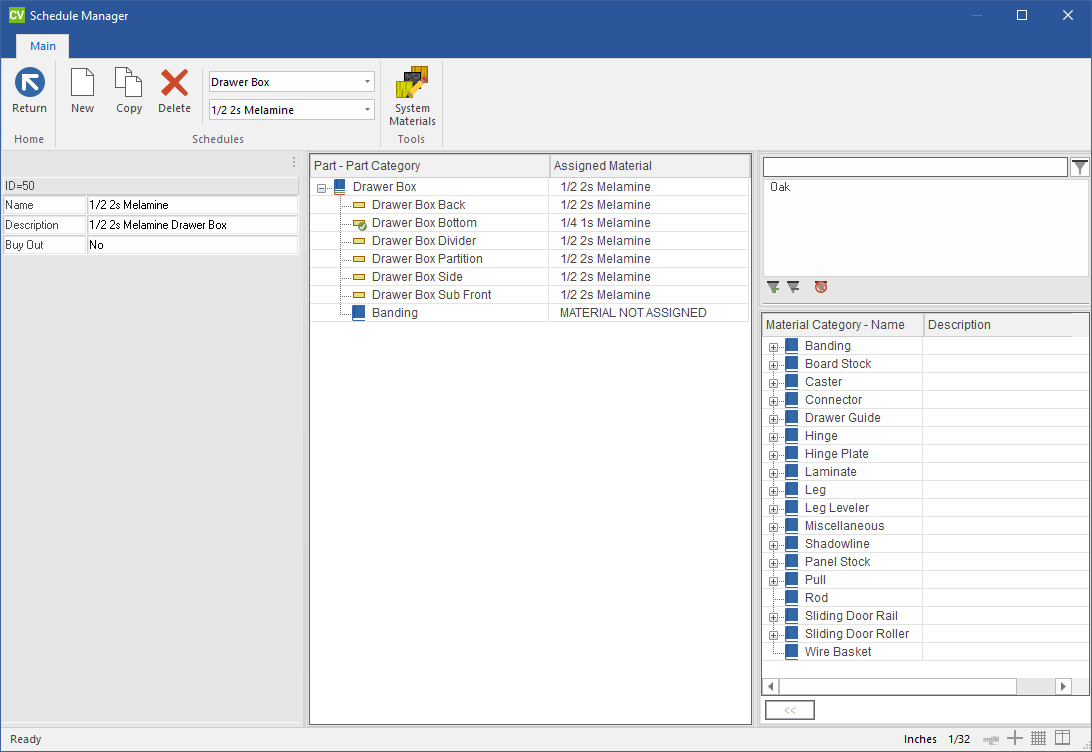 CV Schedule Manager
Main
Return
New
Copy
Delete
Drawer Box
1/2 2s Melamine
System
Materials
Home
Schedules
Tools
ID=50
Name 1/2 2s Melamine
Description 1/2 2s Melamine Drawer Box
Buy Out No
Part - Part Category Assigned Material
Drawer Box 1/2 2s Melamine
Drawer Box Back 1/2 2s Melamine
Drawer Box Bottom 1/4 1s Melamine
Drawer Box Divider 1/2 2s Melamine
Drawer Box Partition 1/2 2s Melamine
Drawer Box Side 1/2 2s Melamine
Drawer Box Sub Front 1/2 2s Melamine
Banding MATERIAL NOT ASSIGNED
Oak
Material Category - Name Description
Banding
Board Stock
Caster
Connector
Drawer Guide
Hinge
Hinge Plate
Laminate
Leg
Leg Leveler
Miscellaneous
Shadowline
Panel Stock
Pull
Rod
Sliding Door Rail
Sliding Door Roller
Wire Basket
<<
Ready
Inches 1/32